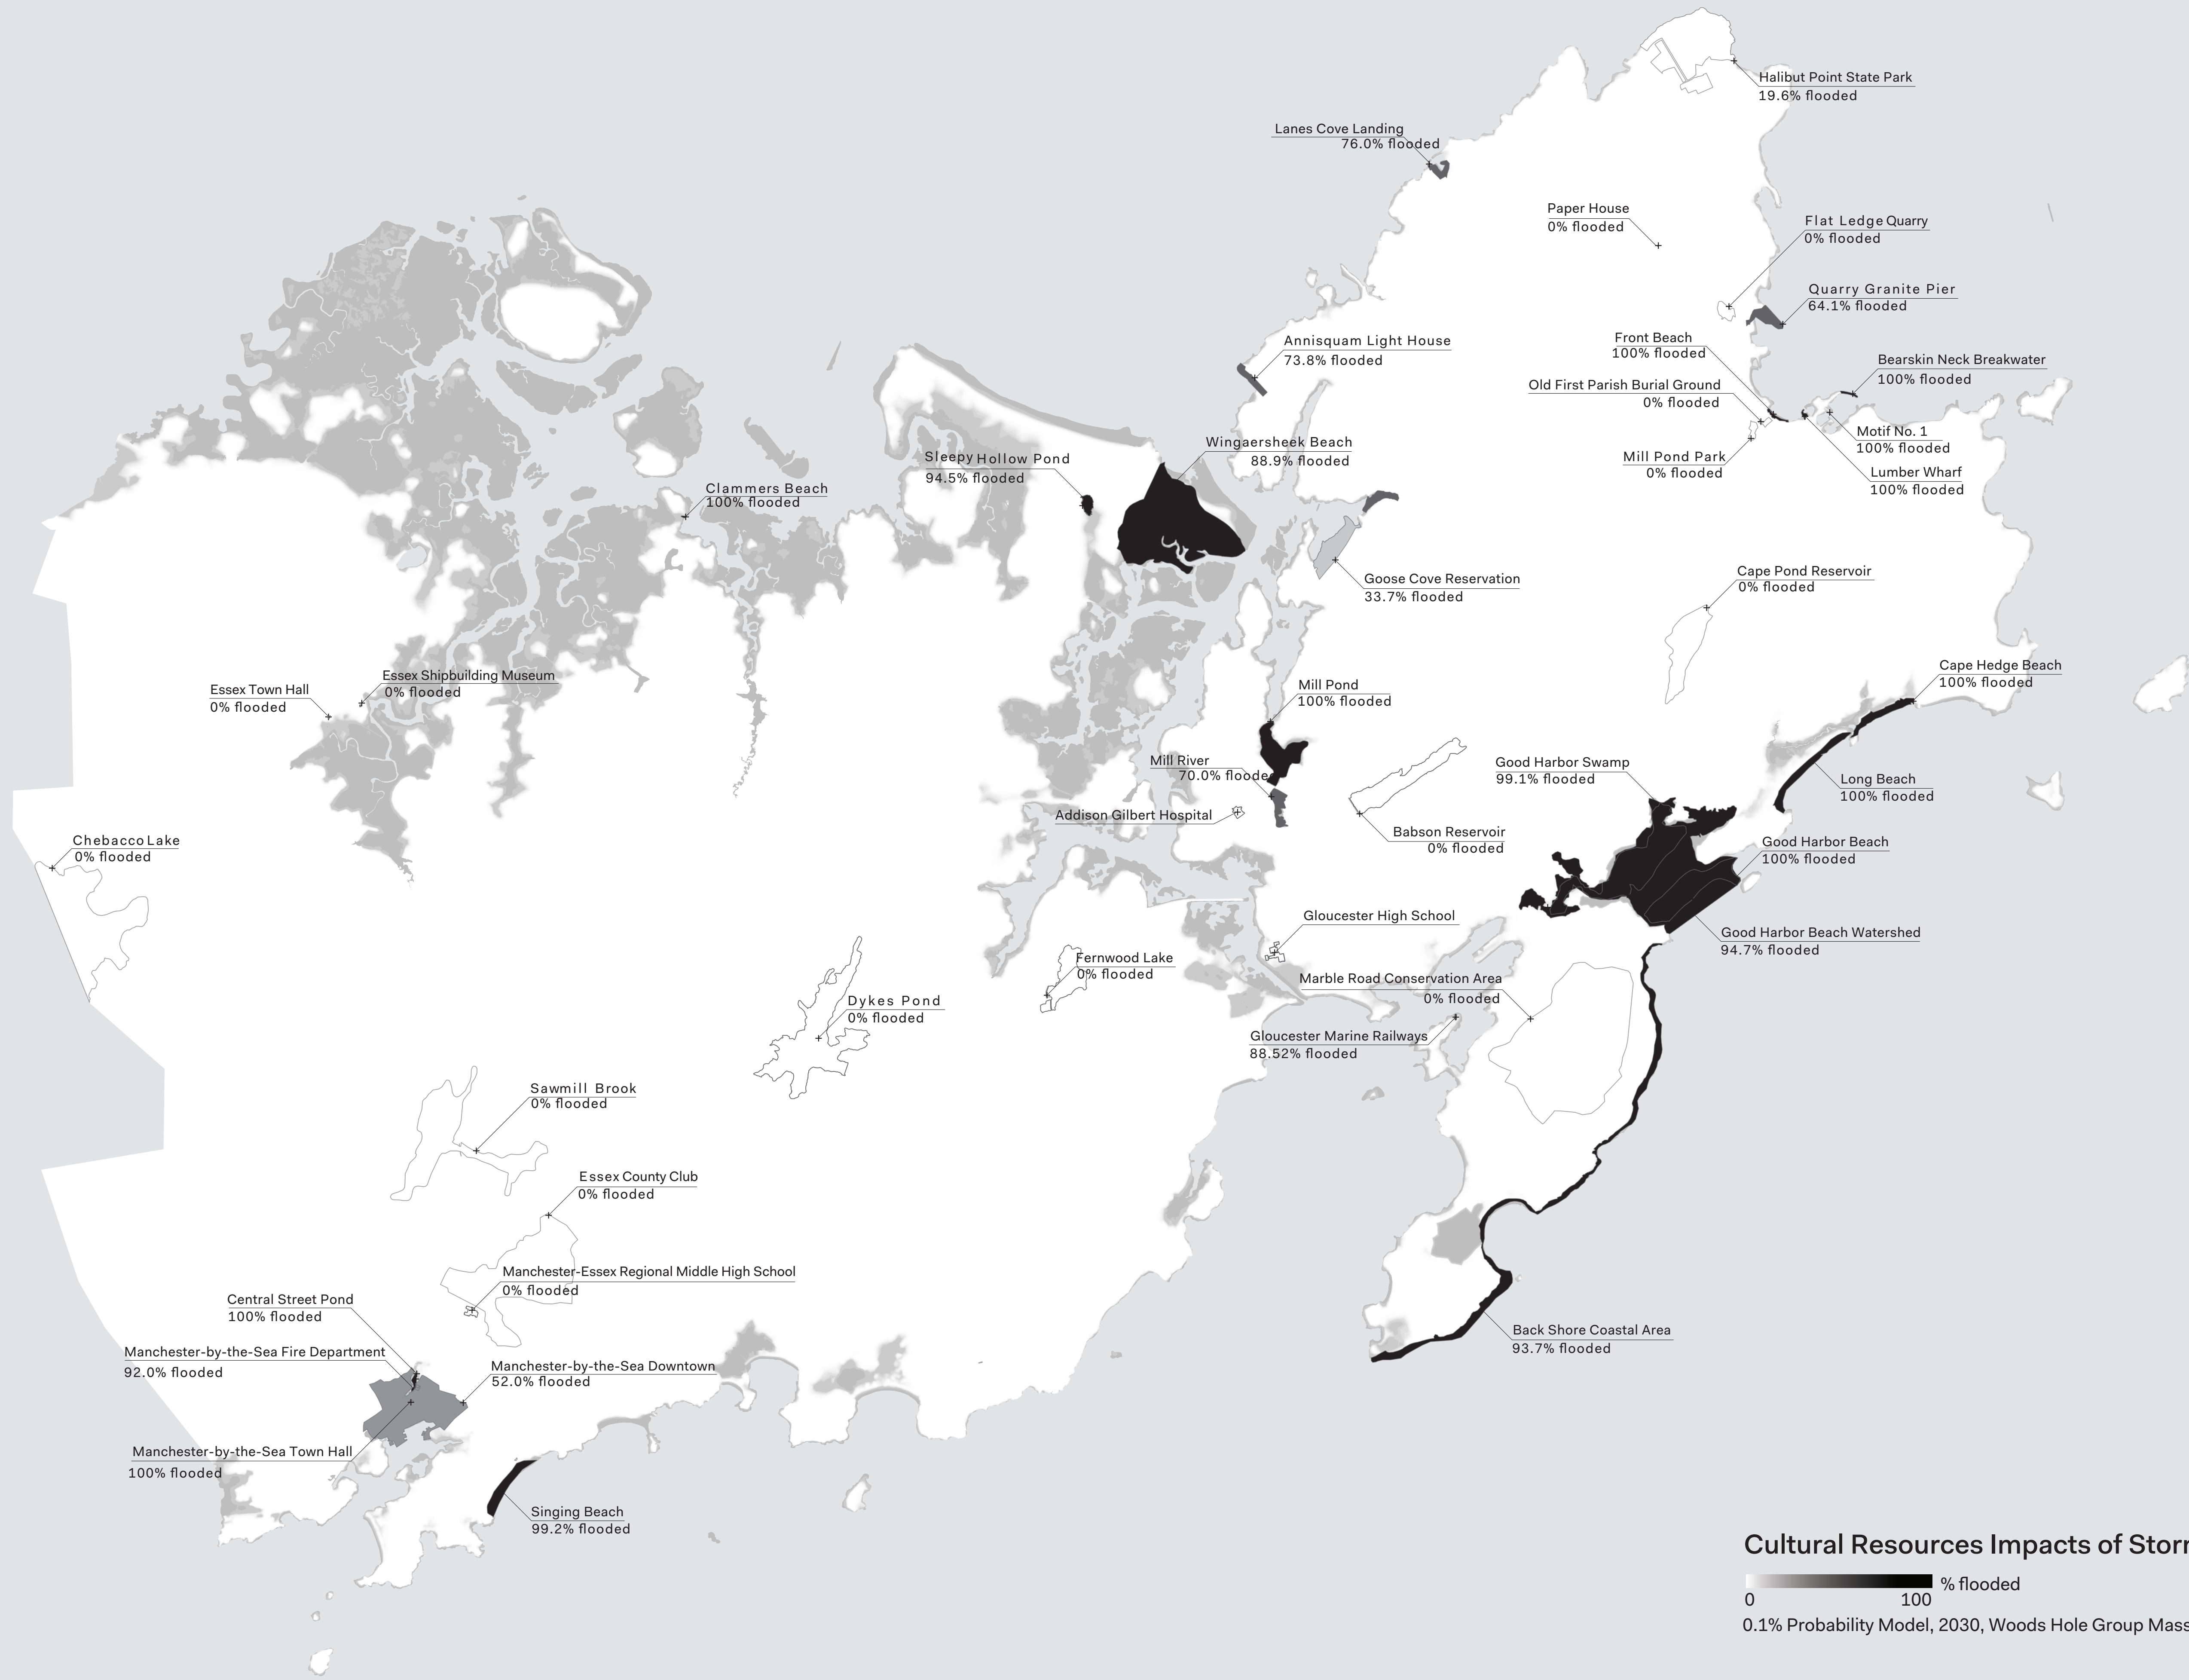 Halibut Point State Park
19.6% flooded
Lanes Cove Landing
76.0% flooded
Paper House
0% flooded
Flat Ledge Quarry
0% flooded
Quarry Granite Pier
64.1% flooded
Annisquam Light House
73.8% flooded
Front Beach
100% flooded
Bearskin Neck Breakwater
100% flooded
Old First Parish Burial Ground
0% flooded
Motif No. 1
100% flooded
Wingaersheek Beach
88.9% flooded
Sleepy Hollow Pond
94.5% flooded
Mill Pond Park
0% flooded
Lumber Wharf
100% flooded
Clammers Beach
100% flooded
Goose Cove Reservation
33.7% flooded
Cape Pond Reservoir
0% flooded
Essex Shipbuilding Museum
0% flooded
Essex Town Hall
0% flooded
Mill Pond
100% flooded
Cape Hedge Beach
100% flooded
Mill River
70.0% floode
Good Harbor Swamp
99.1% flooded
Long Beach
100% flooded
Addison Gilbert Hospital
Babson Reservoir
0% flooded
Chebacco Lake
0% flooded
Good Harbor Beach
100% flooded
Gloucester High School
Good Harbor Beach Watershed
94.7% flooded
Fernwood Lake
0% flooded
Marble Road Conservation Area
0% flooded
Dykes Pond
0% flooded
Gloucester Marine Railways
88.52% flooded
Sawmill Brook
0% flooded
Essex County Club
0% flooded
Manchester-Essex Regional Middle High School
0% flooded
Central Street Pond
100% flooded
Back Shore Coastal Area
93.7% flooded
Manchester-by-the-Sea Fire Department
92.0% flooded
Manchester-by-the-Sea Downtown
52.0% flooded
Manchester-by-the-Sea Town Hall
100% flooded
Singing Beach
99.2% flooded
Cultural Resources Impacts of Stor
% flooded
0 100
0.1% Probability Model, 2030, Woods Hole Group Mass